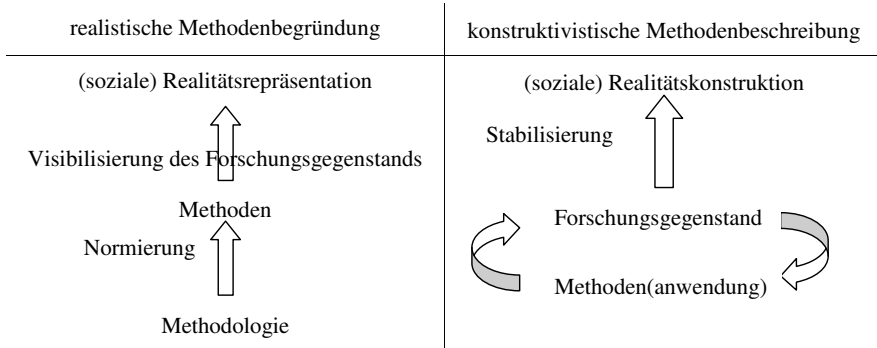 realistische Methodenbegründung
(soziale) Realitätsrepräsentation
Visibilisierung des Forschungsgegenstands
Methoden
Normierung
Methodologie
konstruktivistische Methodenbeschreibung
(soziale) Realitätskonstruktion
Stabilisierung
Forschungsgegenstand
Methoden(anwendung)